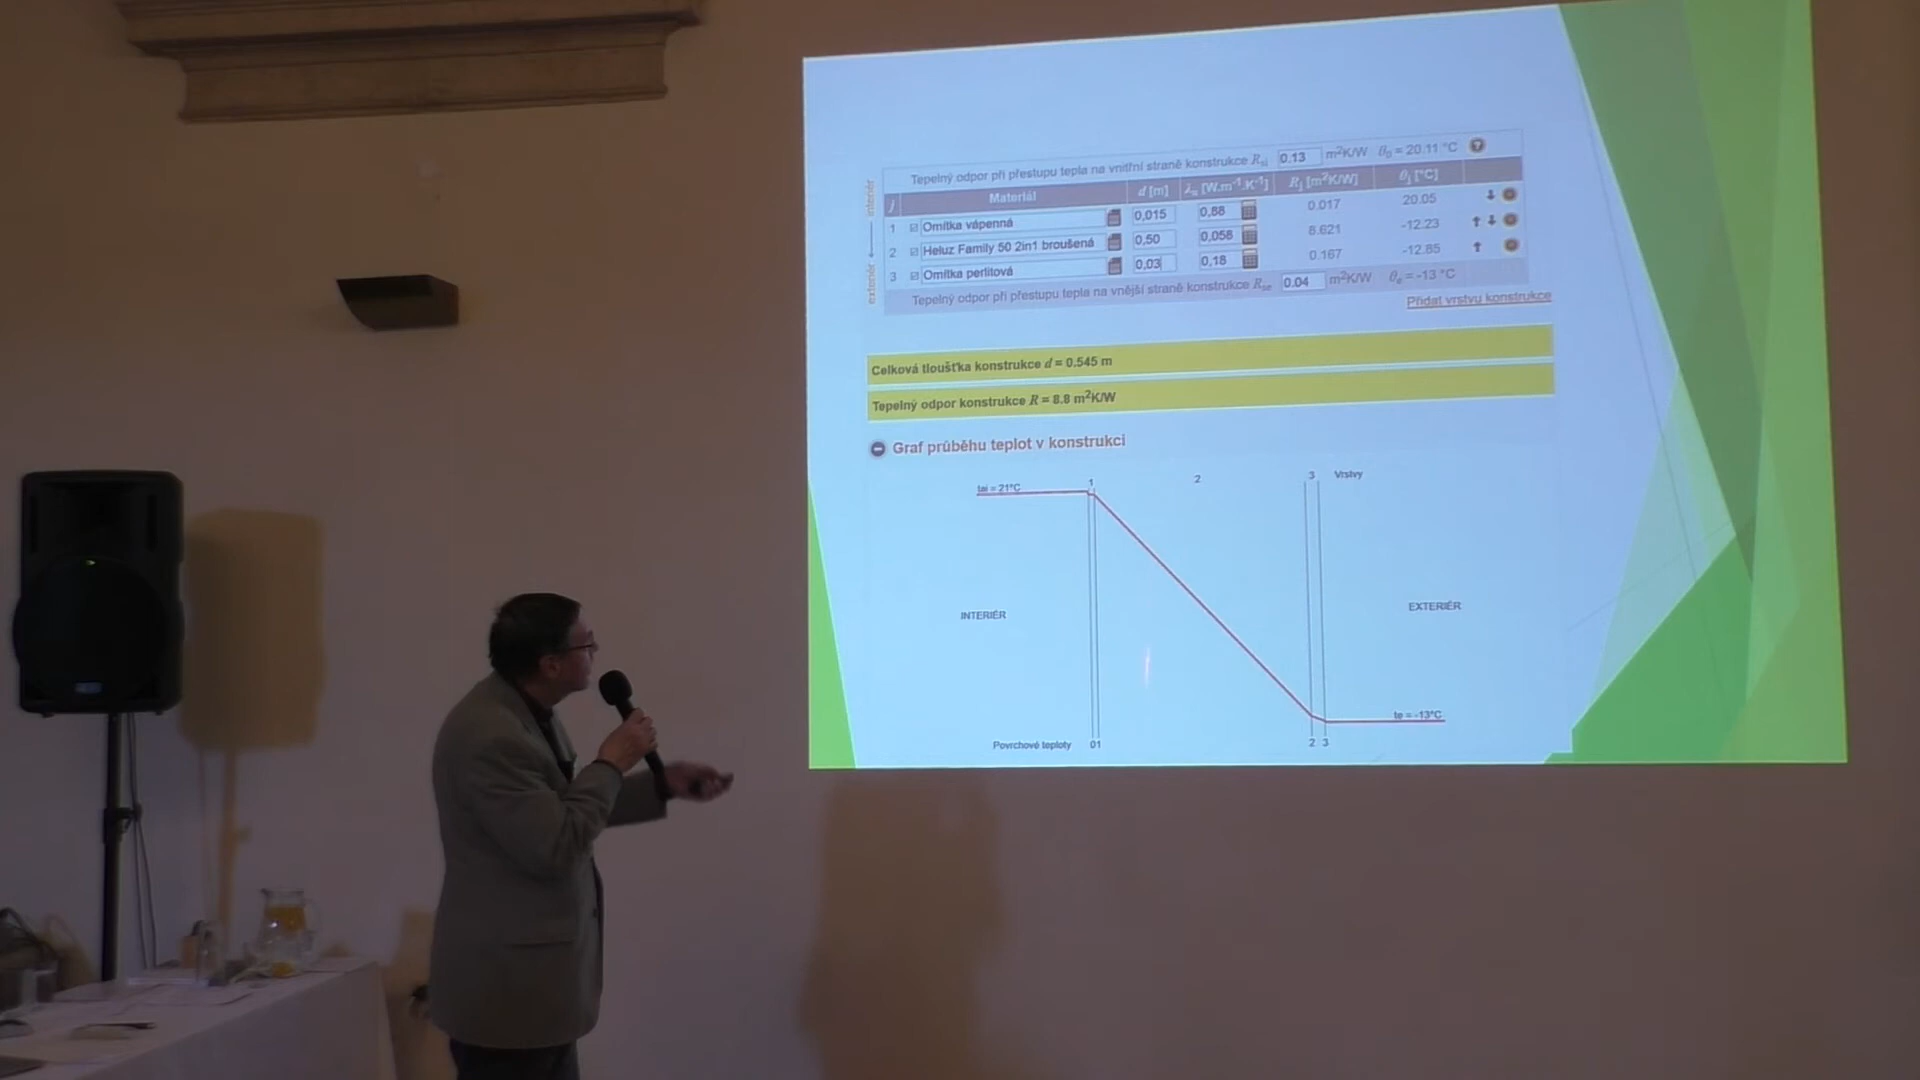 Tepelný odpor při přestupu tepla na vnitřní straně konstrukce Rsi 0.13 m²K/W θ0 = 20.11 °C
interiér
exteriér
j Materiál d [m] λu [W.m-1.K-1] Rj [m²K/W] θj [°C]
1 Omítka vápenná 0,015 0,88 0.017 20.05
2 Heluz Family 50 2in1 broušená 0,50 0,058 8.621 -12.23
3 Omítka perlitová 0,03 0,18 0.167 -12.85
Tepelný odpor při přestupu tepla na vnější straně konstrukce Rse 0.04 m²K/W θe = -13 °C
Přidat vrstvu konstrukce
Celková tloušťka konstrukce d = 0.545 m
Tepelný odpor konstrukce R = 8.8 m²K/W
Graf průběhu teplot v konstrukci
tai = 21°C 1 2 3 Vrstvy
INTERIÉR EXTERIÉR
te = -13°C
Povrchové teploty 01 2 3